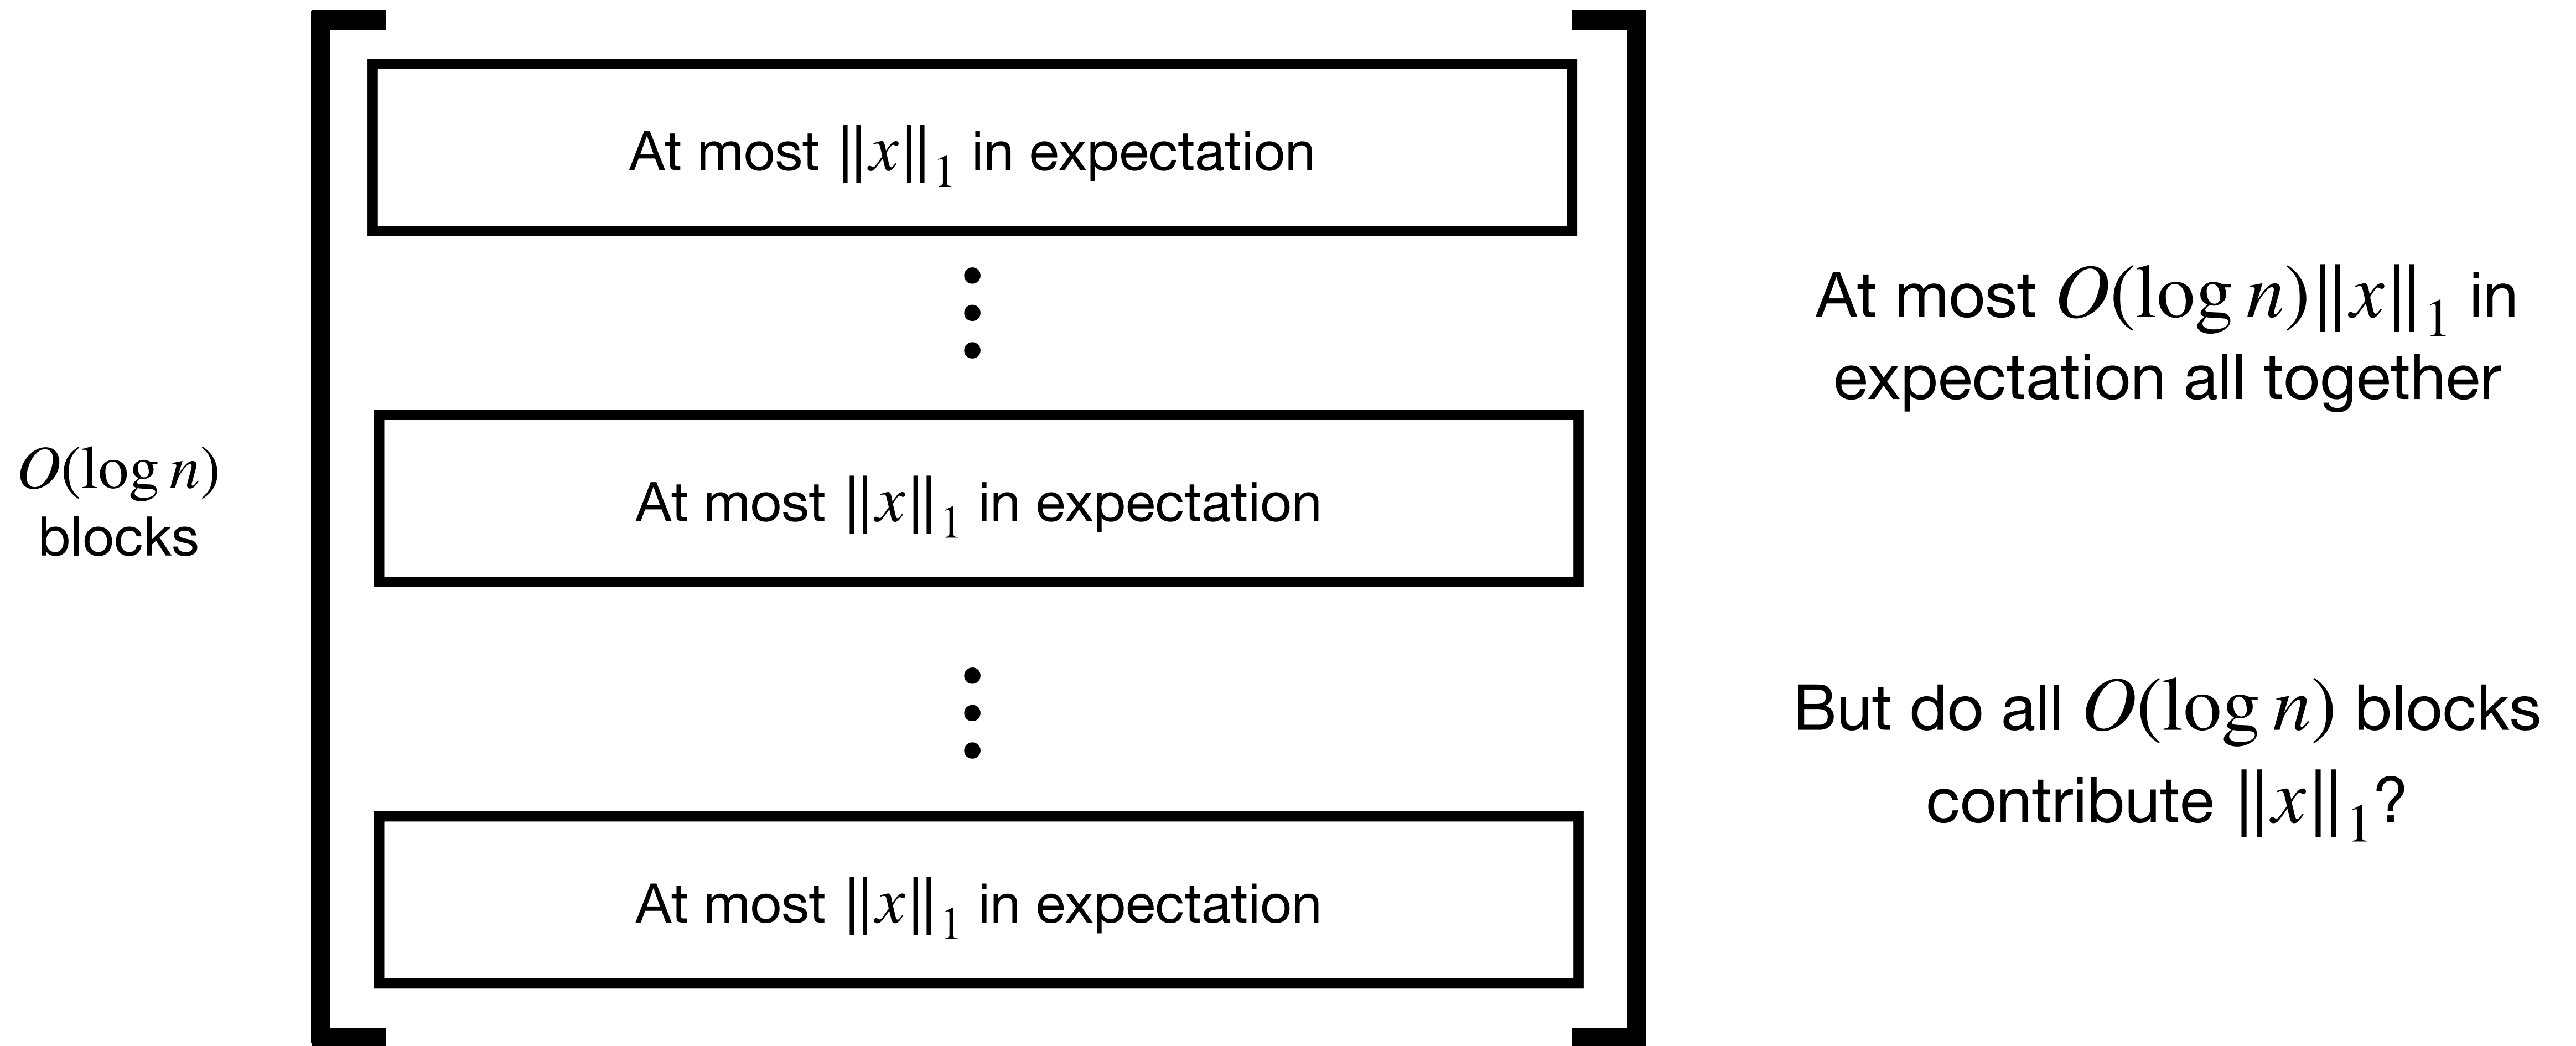 At most ||x||₁ in expectation
At most O(log n)||x||₁ in
expectation all together
O(log n)
blocks
At most ||x||₁ in expectation
But do all O(log n) blocks
contribute ||x||₁?
At most ||x||₁ in expectation